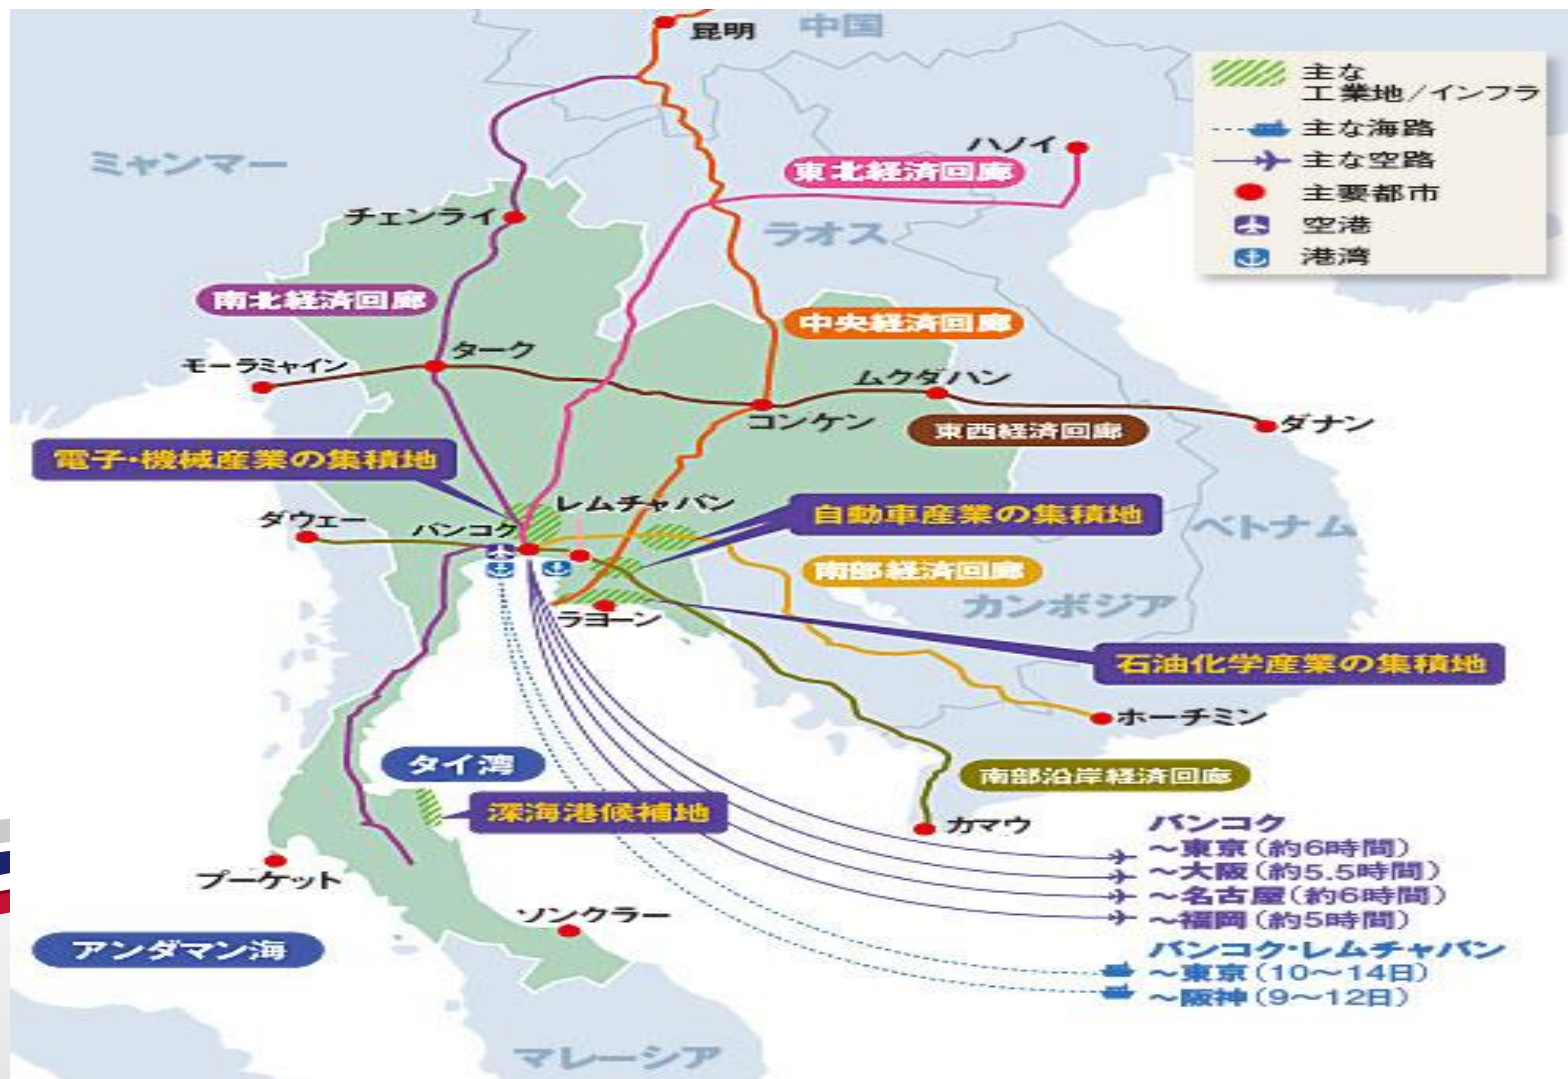 昆明
中国
主な
工業地/インフラ
主な海路
主な空路
主要都市
空港
港湾
ハノイ
ミャンマー
東北経済回廊
チェンライ
ラオス
南北経済回廊
中央経済回廊
ターク
モーラミャイン
ムクダハン
コンケン
東西経済回廊
ダナン
電子・機械産業の集積地
レムチャバン
自動車産業の集積地
ダウェー
バンコク
ベトナム
南部経済回廊
カンボジア
ラヨーン
石油化学産業の集積地
ホーチミン
タイ湾
南部沿岸経済回廊
深海港候補地
カマウ
バンコク
～東京(約6時間)
～大阪(約5.5時間)
～名古屋(約6時間)
～福岡(約5時間)
プーケット
ソンクラー
アンダマン海
バンコク・レムチャバン
～東京(10～14日)
～阪神(9～12日)
マレーシア